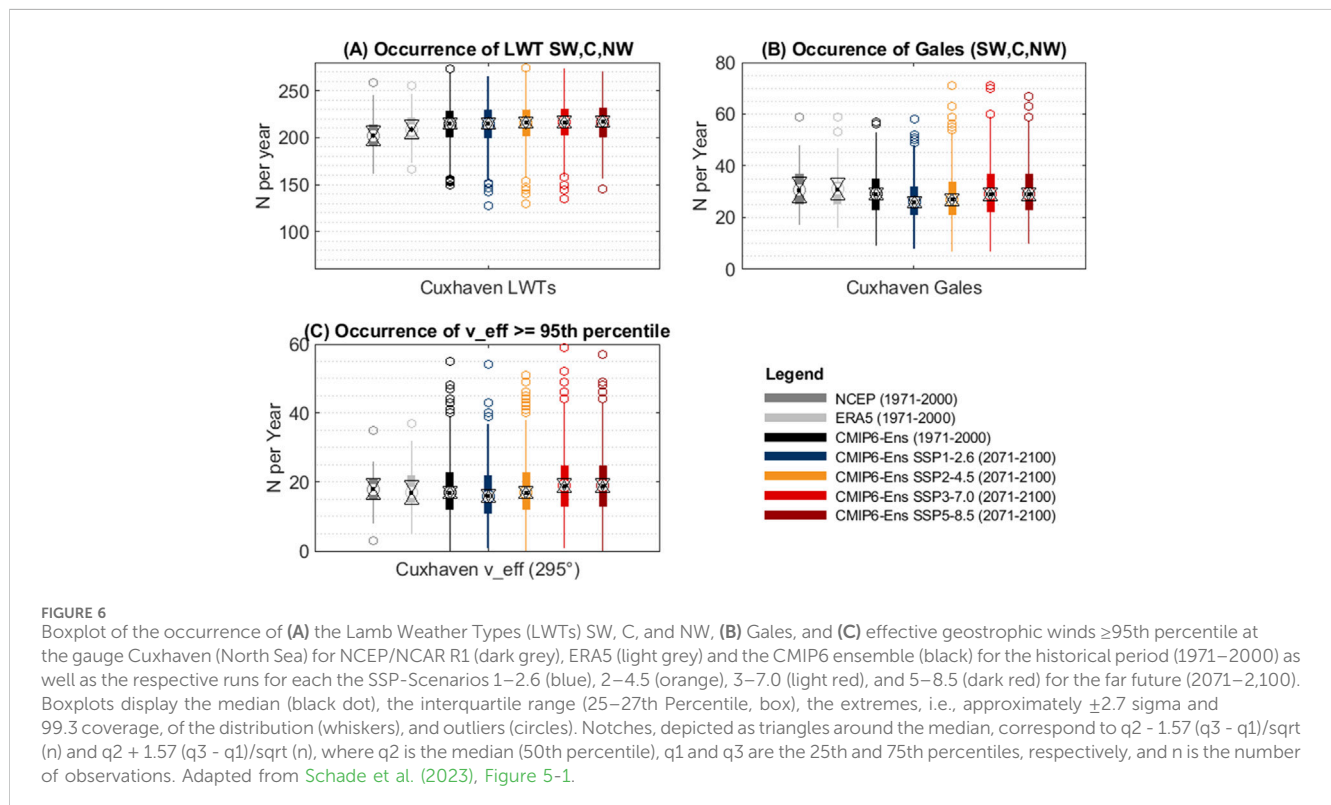 (A) Occurrence of LWT SW,C,NW
250
200
150
100
N per year
Cuxhaven LWTs
(B) Occurence of Gales (SW,C,NW)
80
60
40
20
0
N per Year
Cuxhaven Gales
(C) Occurrence of v_eff >= 95th percentile
60
40
20
0
N per Year
Cuxhaven v_eff (295°)
Legend
NCEP (1971-2000)
ERA5 (1971-2000)
CMIP6-Ens (1971-2000)
CMIP6-Ens SSP1-2.6 (2071-2100)
CMIP6-Ens SSP2-4.5 (2071-2100)
CMIP6-Ens SSP3-7.0 (2071-2100)
CMIP6-Ens SSP5-8.5 (2071-2100)
FIGURE 6
Boxplot of the occurrence of (A) the Lamb Weather Types (LWTs) SW, C, and NW, (B) Gales, and (C) effective geostrophic winds ≥95th percentile at
the gauge Cuxhaven (North Sea) for NCEP/NCAR R1 (dark grey), ERA5 (light grey) and the CMIP6 ensemble (black) for the historical period (1971–2000) as
well as the respective runs for each the SSP-Scenarios 1–2.6 (blue), 2–4.5 (orange), 3–7.0 (light red), and 5–8.5 (dark red) for the far future (2071–2,100).
Boxplots display the median (black dot), the interquartile range (25–27th Percentile, box), the extremes, i.e., approximately ±2.7 sigma and
99.3 coverage, of the distribution (whiskers), and outliers (circles). Notches, depicted as triangles around the median, correspond to q2 - 1.57 (q3 - q1)/sqrt
(n) and q2 + 1.57 (q3 - q1)/sqrt (n), where q2 is the median (50th percentile), q1 and q3 are the 25th and 75th percentiles, respectively, and n is the number
of observations. Adapted from Schade et al. (2023), Figure 5-1.